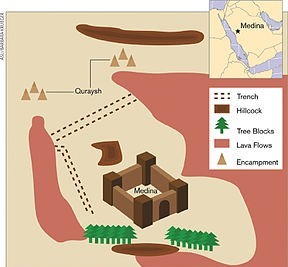 Medina
Quraysh
Trench
Hillcock
Tree Blocks
Lava Flows
Encampment
Medina